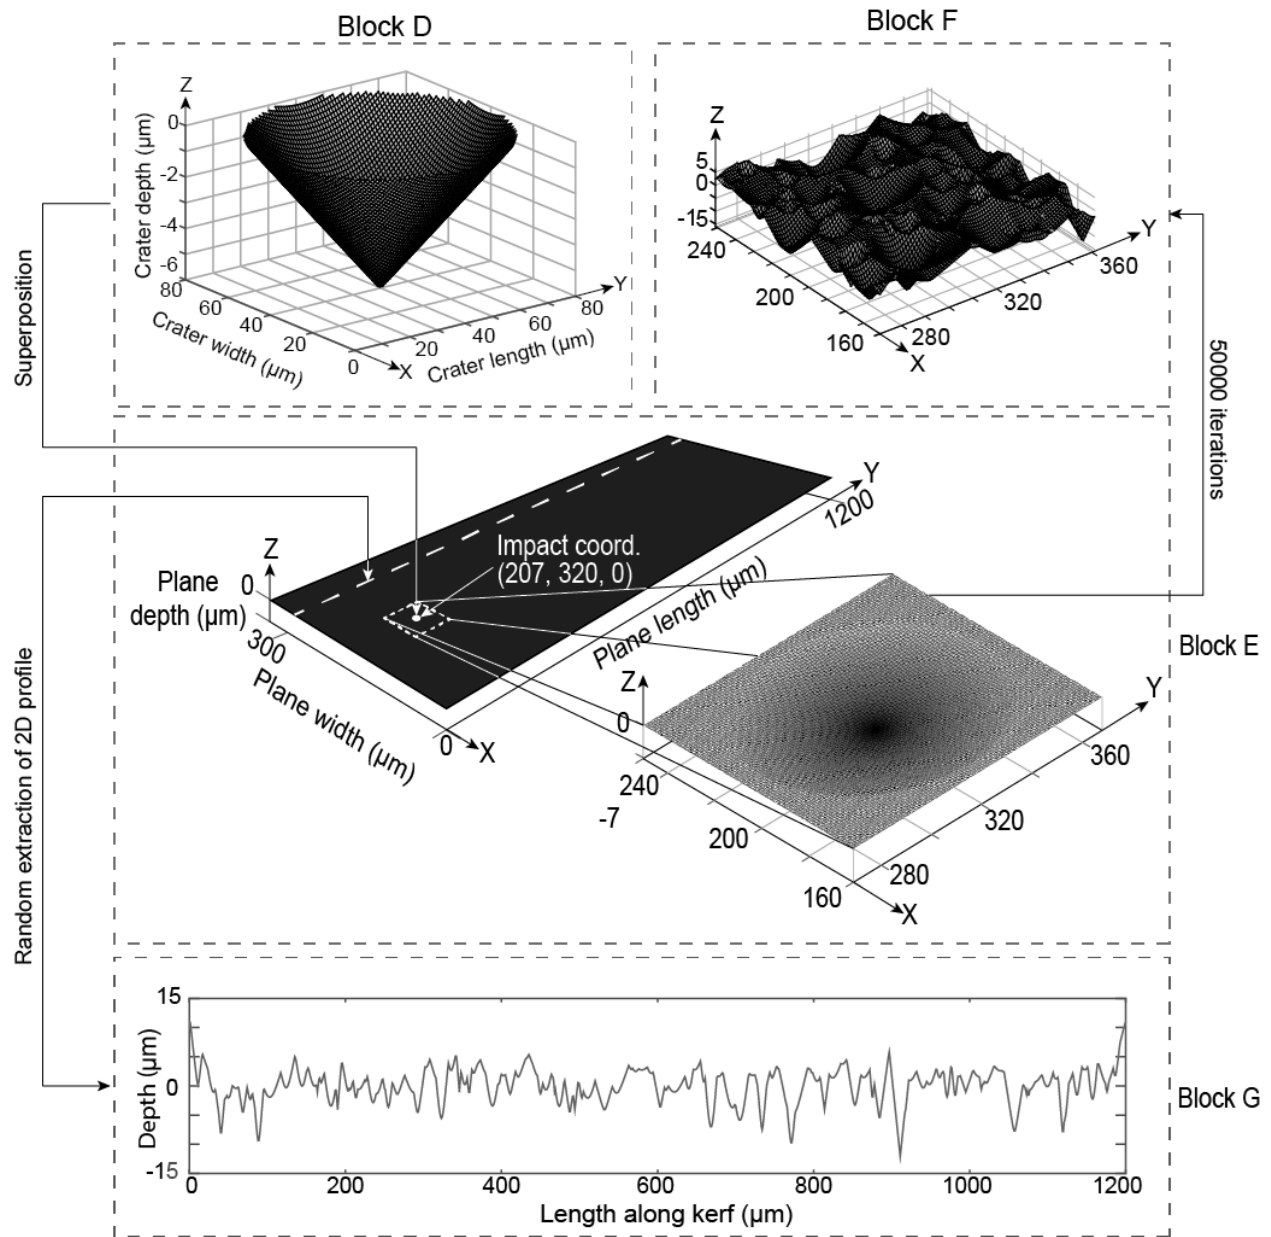 Block D
Block F
Z
0
-2
-4
-6
Crater depth (µm)
80
60
40
20
0
Crater width (µm)
X
20
40
60
80
Y
Crater length (µm)
Z
5
0
-15
240
200
160
X
280
320
360
Y
Superposition
50000 iterations
Random extraction of 2D profile
Z
0
Plane
depth (µm)
300
Plane width (µm)
0
X
Impact coord.
(207, 320, 0)
Y
1200
Plane length (µm)
Block E
Z
0
-7
240
200
160
X
280
320
360
Y
Block G
15
0
-15
Depth (µm)
0
200
400
600
800
1000
1200
Length along kerf (µm)